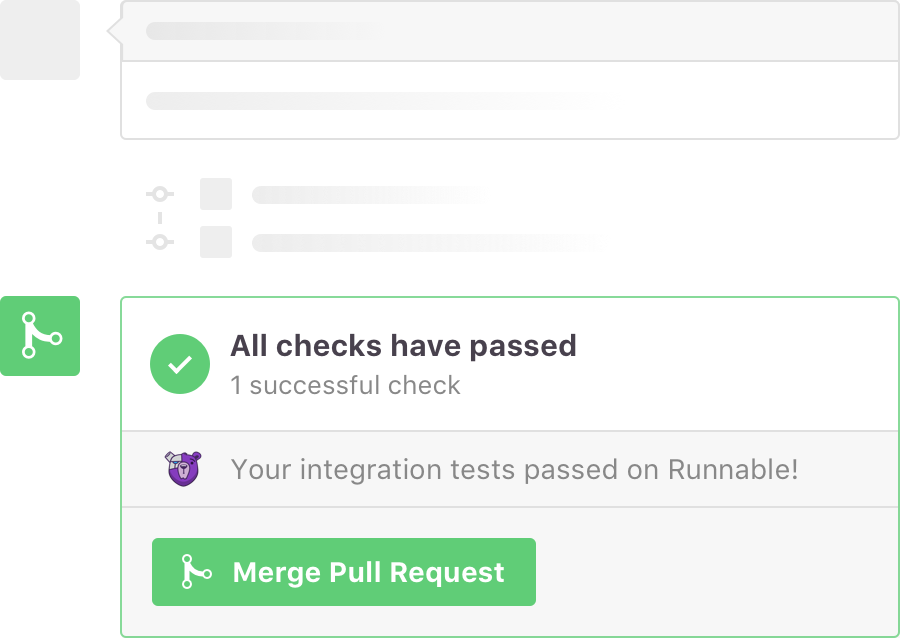 All checks have passed
1 successful check
Your integration tests passed on Runnable!
Merge Pull Request